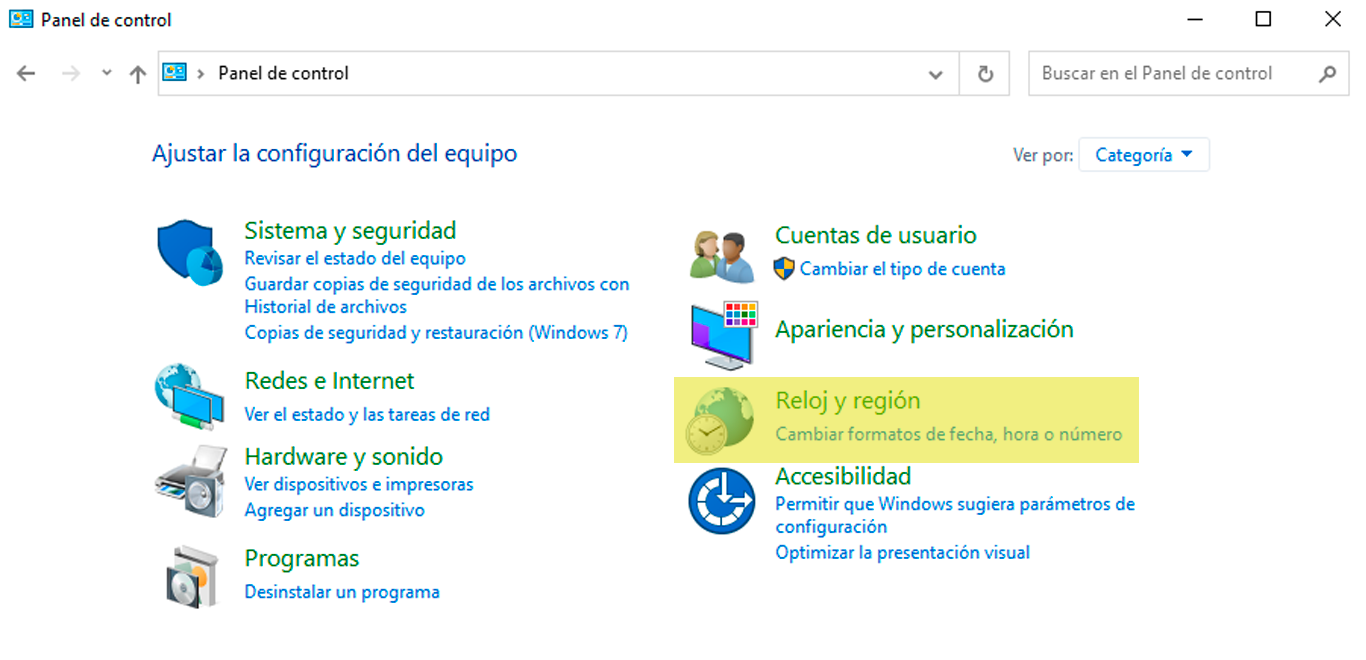 Panel de control
Panel de control
Buscar en el Panel de control
Ajustar la configuración del equipo
Ver por:
Categoría
Sistema y seguridad
Revisar el estado del equipo
Guardar copias de seguridad de los archivos con
Historial de archivos
Copias de seguridad y restauración (Windows 7)
Redes e Internet
Ver el estado y las tareas de red
Hardware y sonido
Ver dispositivos e impresoras
Agregar un dispositivo
Programas
Desinstalar un programa
Cuentas de usuario
Cambiar el tipo de cuenta
Apariencia y personalización
Reloj y región
Cambiar formatos de fecha, hora o número
Accesibilidad
Permitir que Windows sugiera parámetros de
configuración
Optimizar la presentación visual